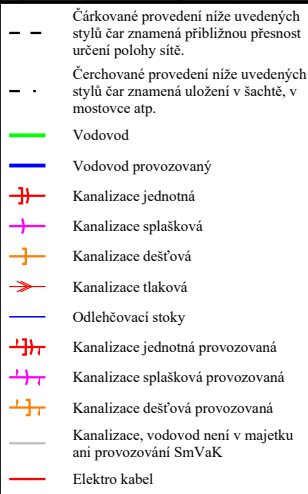 Čárkované provedení níže uvedených
stylů čar znamená přibližnou přesnost
určení polohy sítě.
Čerchované provedení níže uvedených
stylů čar znamená uložení v šachtě, v
mostovce atp.
Vodovod
Vodovod provozovaný
Kanalizace jednotná
Kanalizace splašková
Kanalizace dešťová
Kanalizace tlaková
Odlehčovací stoky
Kanalizace jednotná provozovaná
Kanalizace splašková provozovaná
Kanalizace dešťová provozovaná
Kanalizace, vodovod není v majetku
ani provozování SmVaK
Elektro kabel